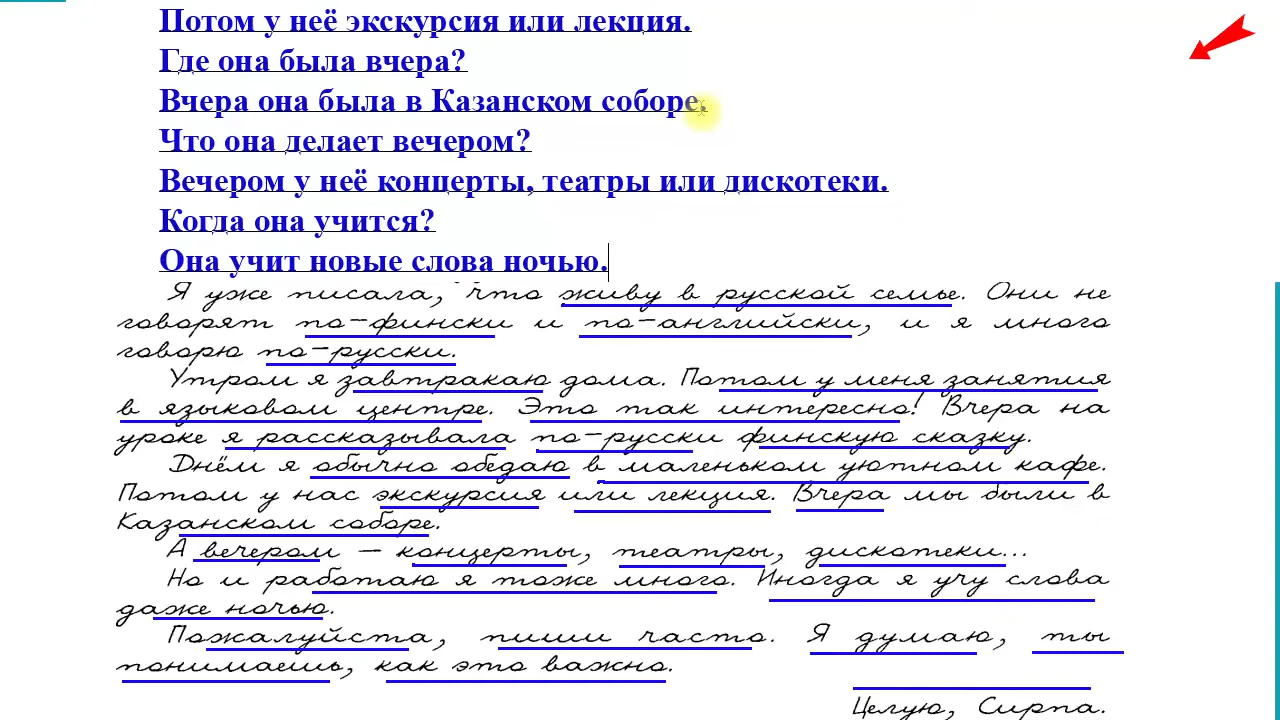 Потом у неё экскурсия или лекция.
Где она была вчера?
Вчера она была в Казанском соборе.
Что она делает вечером?
Вечером у неё концерты, театры или дискотеки.
Когда она учится?
Она учит новые слова ночью.
Я уже писала, что живу в русской семье. Они не
говорят по-фински и по-английски, и я много
говорю по-русски.
Утром я завтракаю дома. Потом у меня занятия
в языковом центре. Это так интересно! Вчера на
уроке я рассказывала по-русски финскую сказку.
Днём я обычно обедаю в маленьком уютном кафе.
Потом у нас экскурсия или лекция. Вчера мы были в
Казанском соборе.
А вечером – концерты, театры, дискотеки...
Но и работаю я тоже много. Иногда я учу слова
даже ночью.
Пожалуйста, пиши часто. Я думаю, ты
понимаешь, как это важно.
Целую, Сирпа.